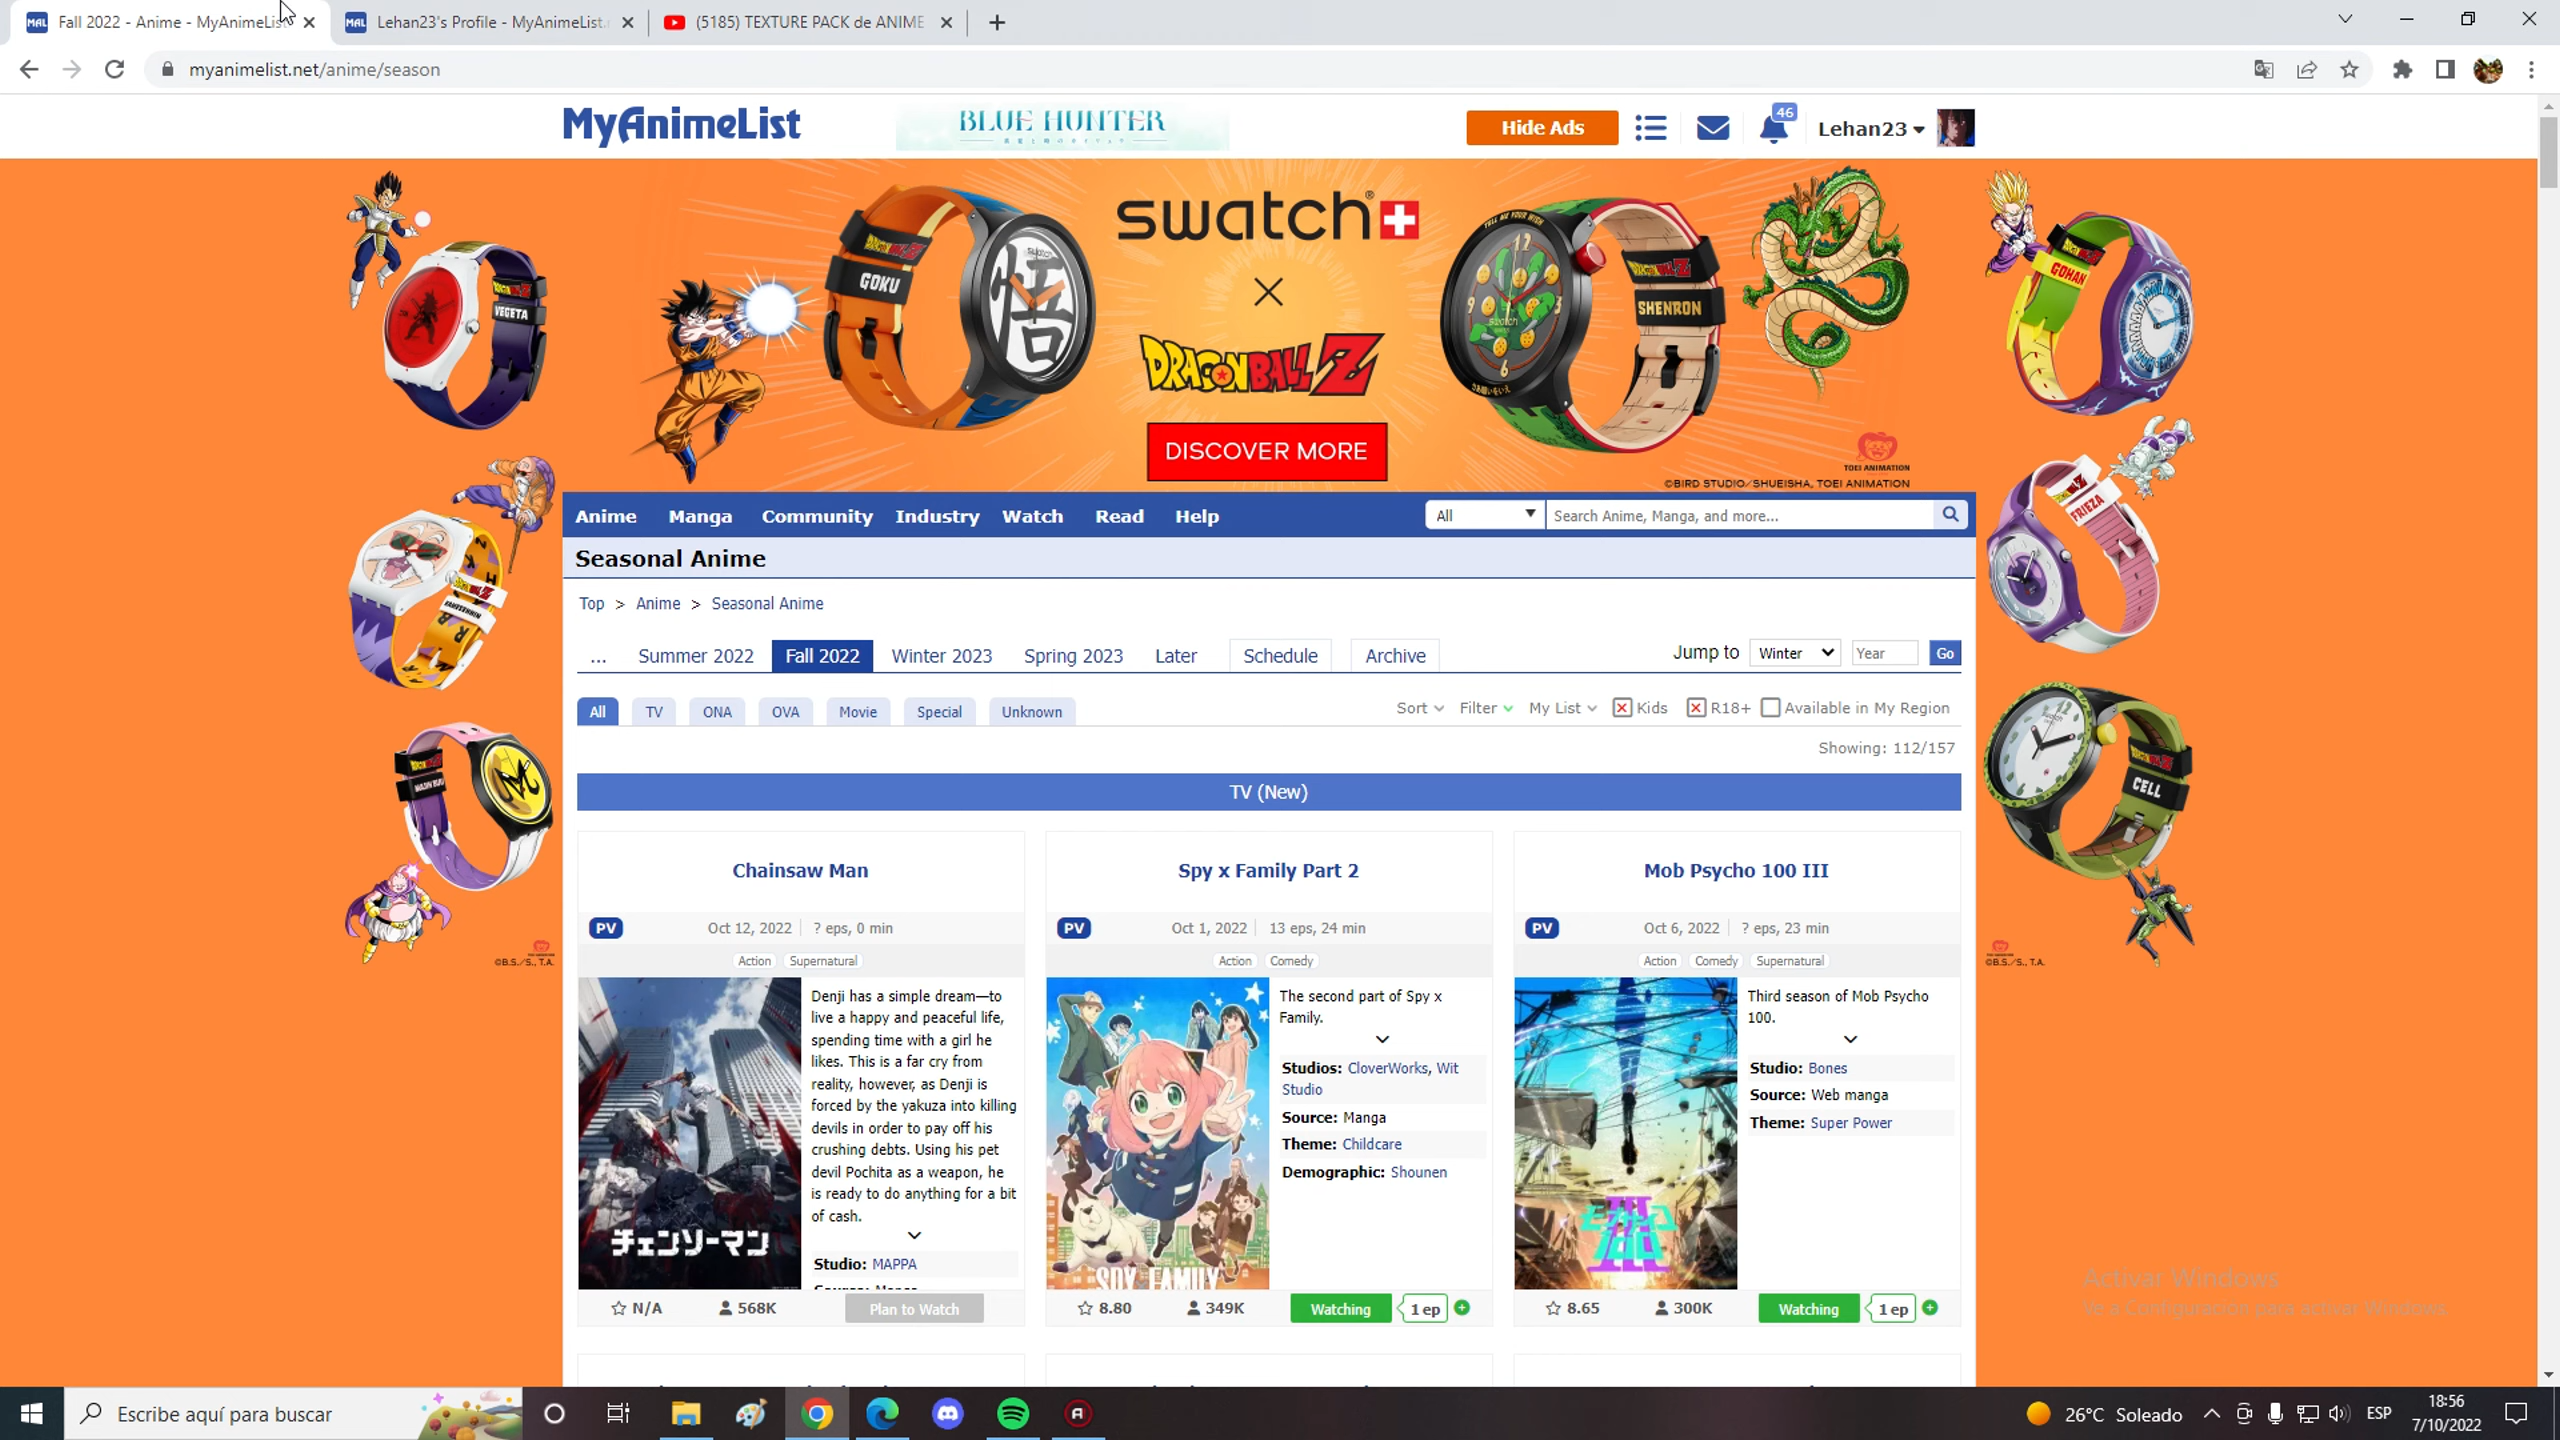 Fall 2022 - Anime - MyAnimeLis
Lehan23's Profile - MyAnimeList.
(5185) TEXTURE PACK de ANIME
myanimelist.net/anime/season
MyAnimeList
BLUE HUNTER
Hide Ads
46
Lehan23
swatch
×
DRAGON BALL Z
DISCOVER MORE
VEGETA
GOKU
悟
SHENRON
GOHAN
FRIEZA
CELL
TOEI ANIMATION
©BIRD STUDIO/SHUEISHA, TOEI ANIMATION
Anime Manga Community Industry Watch Read Help
All
Search Anime, Manga, and more...
Seasonal Anime
Top > Anime > Seasonal Anime
... Summer 2022 Fall 2022 Winter 2023 Spring 2023 Later Schedule Archive
Jump to Winter Year Go
All TV ONA OVA Movie Special Unknown
Sort Filter My List Kids R18+ Available in My Region
Showing: 112/157
TV (New)
Chainsaw Man
PV Oct 12, 2022 ? eps, 0 min
Action Supernatural
Denji has a simple dream—to
live a happy and peaceful life,
spending time with a girl he
likes. This is a far cry from
reality, however, as Denji is
forced by the yakuza into killing
devils in order to pay off his
crushing debts. Using his pet
devil Pochita as a weapon, he
is ready to do anything for a bit
of cash.
Studio: MAPPA
チェンソーマン
N/A 568K Plan to Watch
Spy x Family Part 2
PV Oct 1, 2022 13 eps, 24 min
Action Comedy
The second part of Spy x
Family.
Studios: CloverWorks, Wit
Studio
Source: Manga
Theme: Childcare
Demographic: Shounen
SPY FAMILY
8.80 349K Watching 1 ep
Mob Psycho 100 III
PV Oct 6, 2022 ? eps, 23 min
Action Comedy Supernatural
Third season of Mob Psycho
100.
Studio: Bones
Source: Web manga
Theme: Super Power
8.65 300K Watching 1 ep
©B.S./S., T.A.
©B.S./S., T.A.
Activar Windows
Ve a Configuración para activar Windows.
Escribe aquí para buscar
26°C Soleado
ESP
18:56
7/10/2022